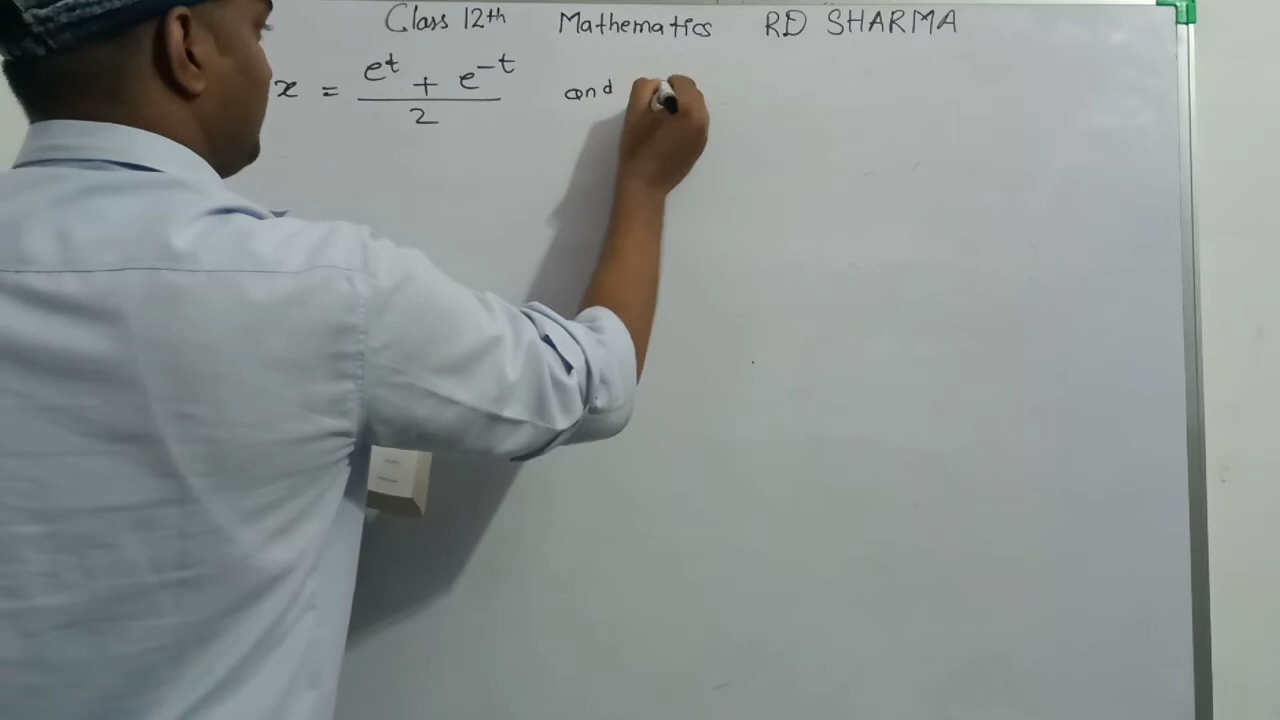 Class 12th Mathematics RD SHARMA
x = (e^t + e^-t)/2 and